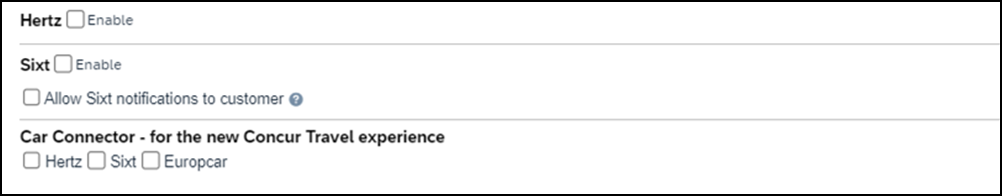 Hertz Enable
Sixt Enable
Allow Sixt notifications to customer ?
Car Connector - for the new Concur Travel experience
Hertz Sixt Europcar